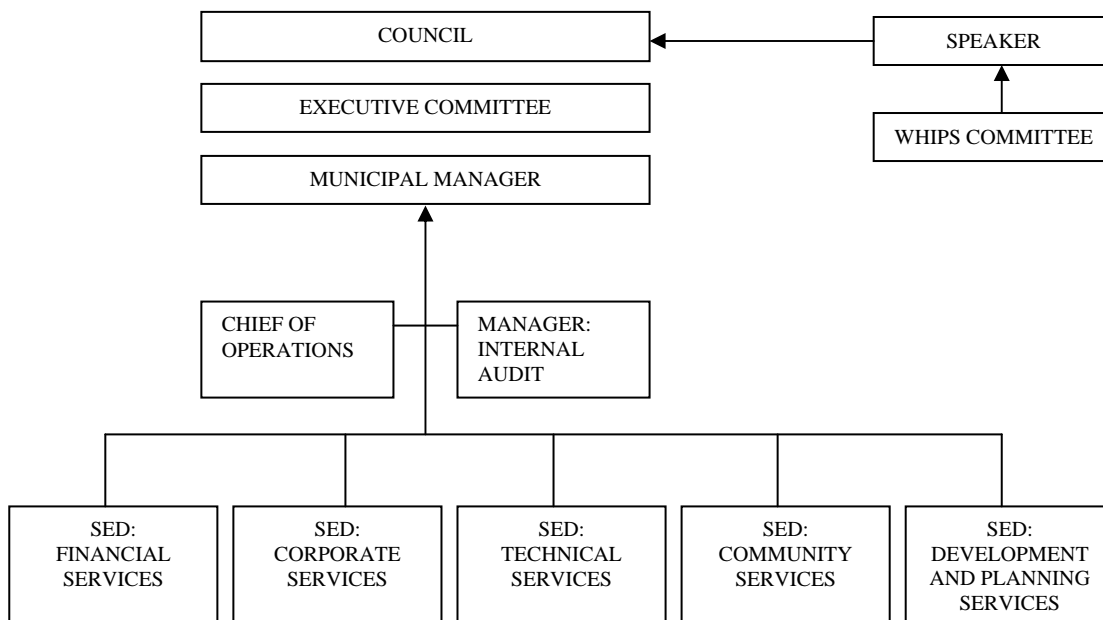 COUNCIL
SPEAKER
EXECUTIVE COMMITTEE
WHIPS COMMITTEE
MUNICIPAL MANAGER
CHIEF OF
OPERATIONS
MANAGER:
INTERNAL
AUDIT
SED:
FINANCIAL
SERVICES
SED:
CORPORATE
SERVICES
SED:
TECHNICAL
SERVICES
SED:
COMMUNITY
SERVICES
SED:
DEVELOPMENT
AND PLANNING
SERVICES